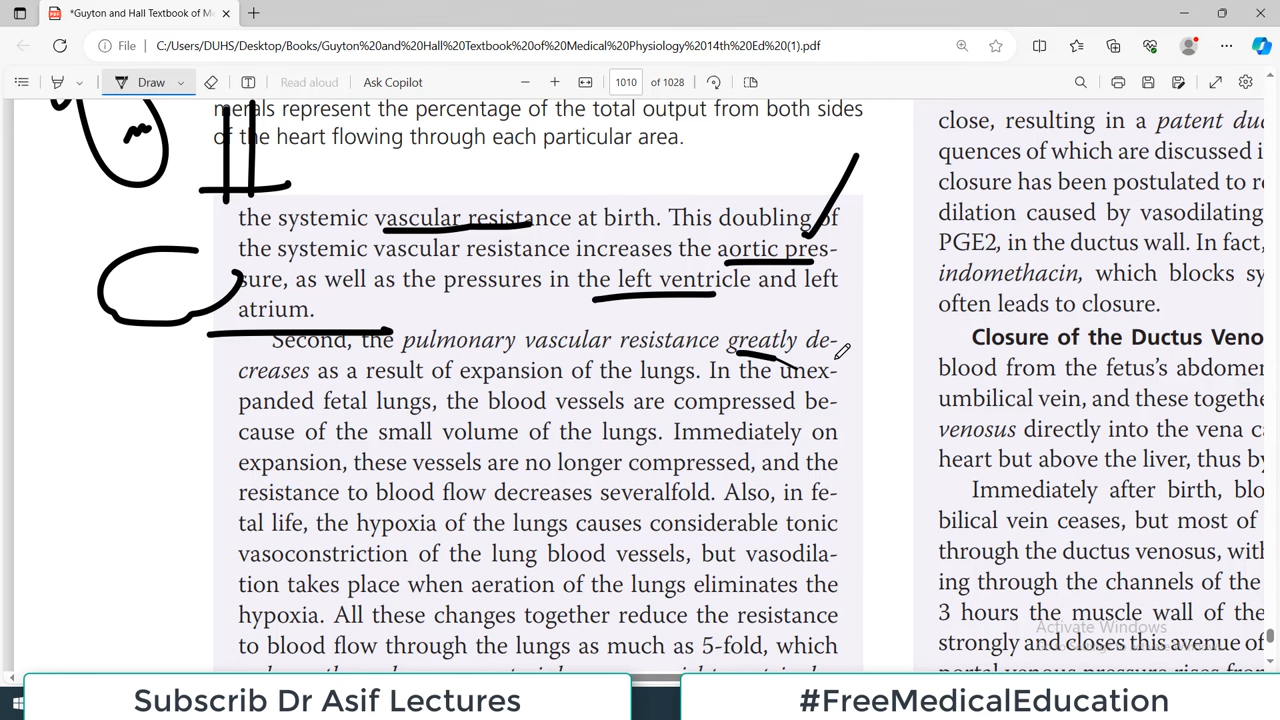 *Guyton and Hall Textbook of Me
File
C:/Users/DUHS/Desktop/Books/Guyton%20and%20Hall%20Textbook%20of%20Medical%20Physiology%2014th%20Ed%20(1).pdf
Draw
Read aloud
Ask Copilot
1010 of 1028
merals represent the percentage of the total output from both sides
of the heart flowing through each particular area.
the systemic vascular resistance at birth. This doubling of
the systemic vascular resistance increases the aortic pres-
sure, as well as the pressures in the left ventricle and left
atrium.
Second, the pulmonary vascular resistance greatly de-
creases as a result of expansion of the lungs. In the unex-
panded fetal lungs, the blood vessels are compressed be-
cause of the small volume of the lungs. Immediately on
expansion, these vessels are no longer compressed, and the
resistance to blood flow decreases severalfold. Also, in fe-
tal life, the hypoxia of the lungs causes considerable tonic
vasoconstriction of the lung blood vessels, but vasodila-
tion takes place when aeration of the lungs eliminates the
hypoxia. All these changes together reduce the resistance
to blood flow through the lungs as much as 5-fold, which
close, resulting in a patent duc
quences of which are discussed i
closure has been postulated to re
dilation caused by vasodilating
PGE2, in the ductus wall. In fact,
indomethacin, which blocks sy
often leads to closure.
Closure of the Ductus Veno
blood from the fetus's abdomen
umbilical vein, and these together
venosus directly into the vena ca
heart but above the liver, thus by
Immediately after birth, blo
bilical vein ceases, but most of
through the ductus venosus, with
ing through the channels of the
3 hours the muscle wall of the
strongly and closes this avenue of
Activate Windows
Subscrib Dr Asif Lectures
#FreeMedicalEducation